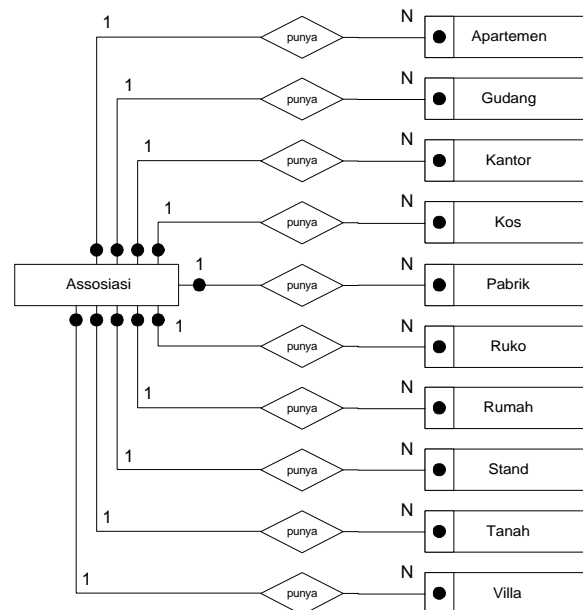 1 punya N Apartemen
1 punya N Gudang
1 punya N Kantor
1 punya N Kos
Assosiasi 1 punya N Pabrik
1 punya N Ruko
1 punya N Rumah
1 punya N Stand
1 punya N Tanah
1 punya N Villa